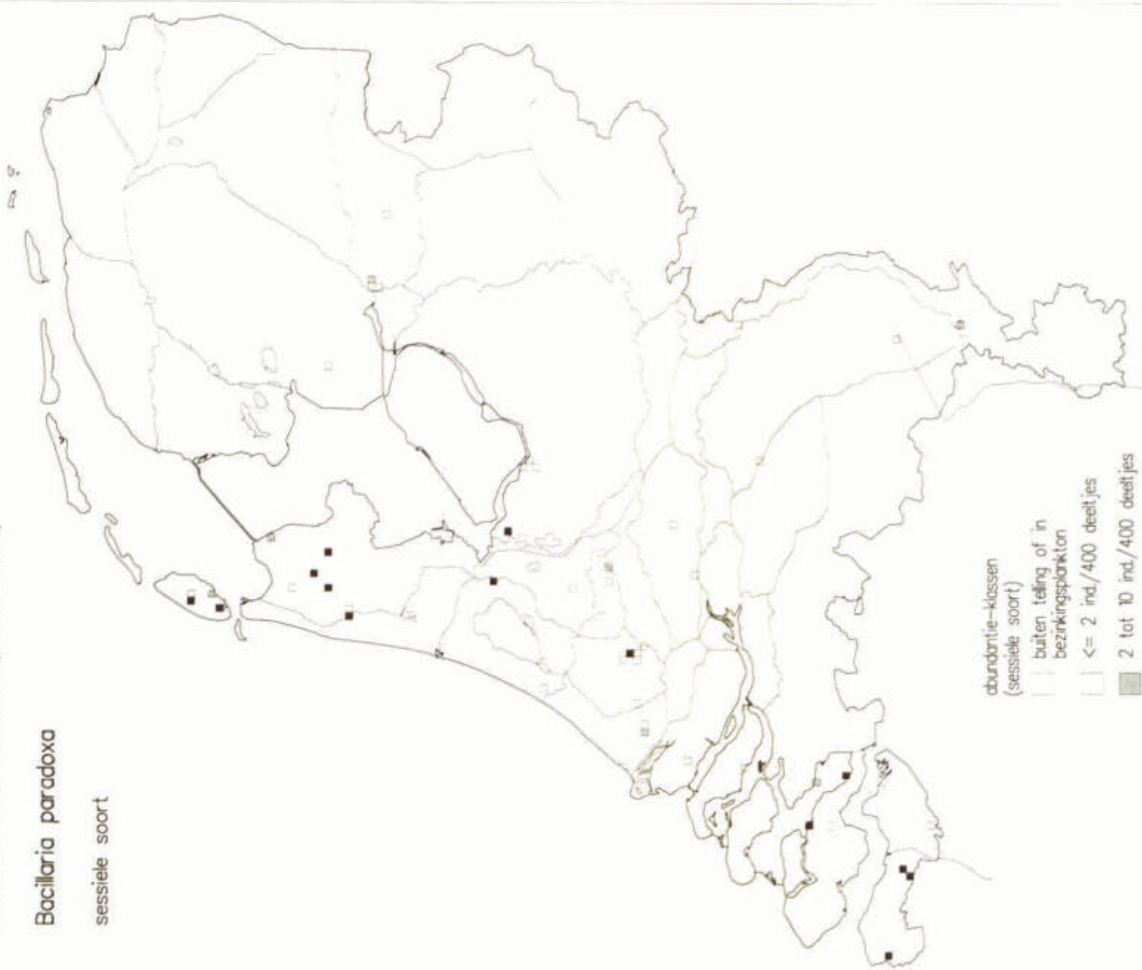 Bacillaria paradoxa
sessiele soort
abundantie-klassen
(sessiele soort)
buiten telling of in
bezinkingsplankton
<= 2 ind./400 deeltjes
2 tot 10 ind./400 deeltjes